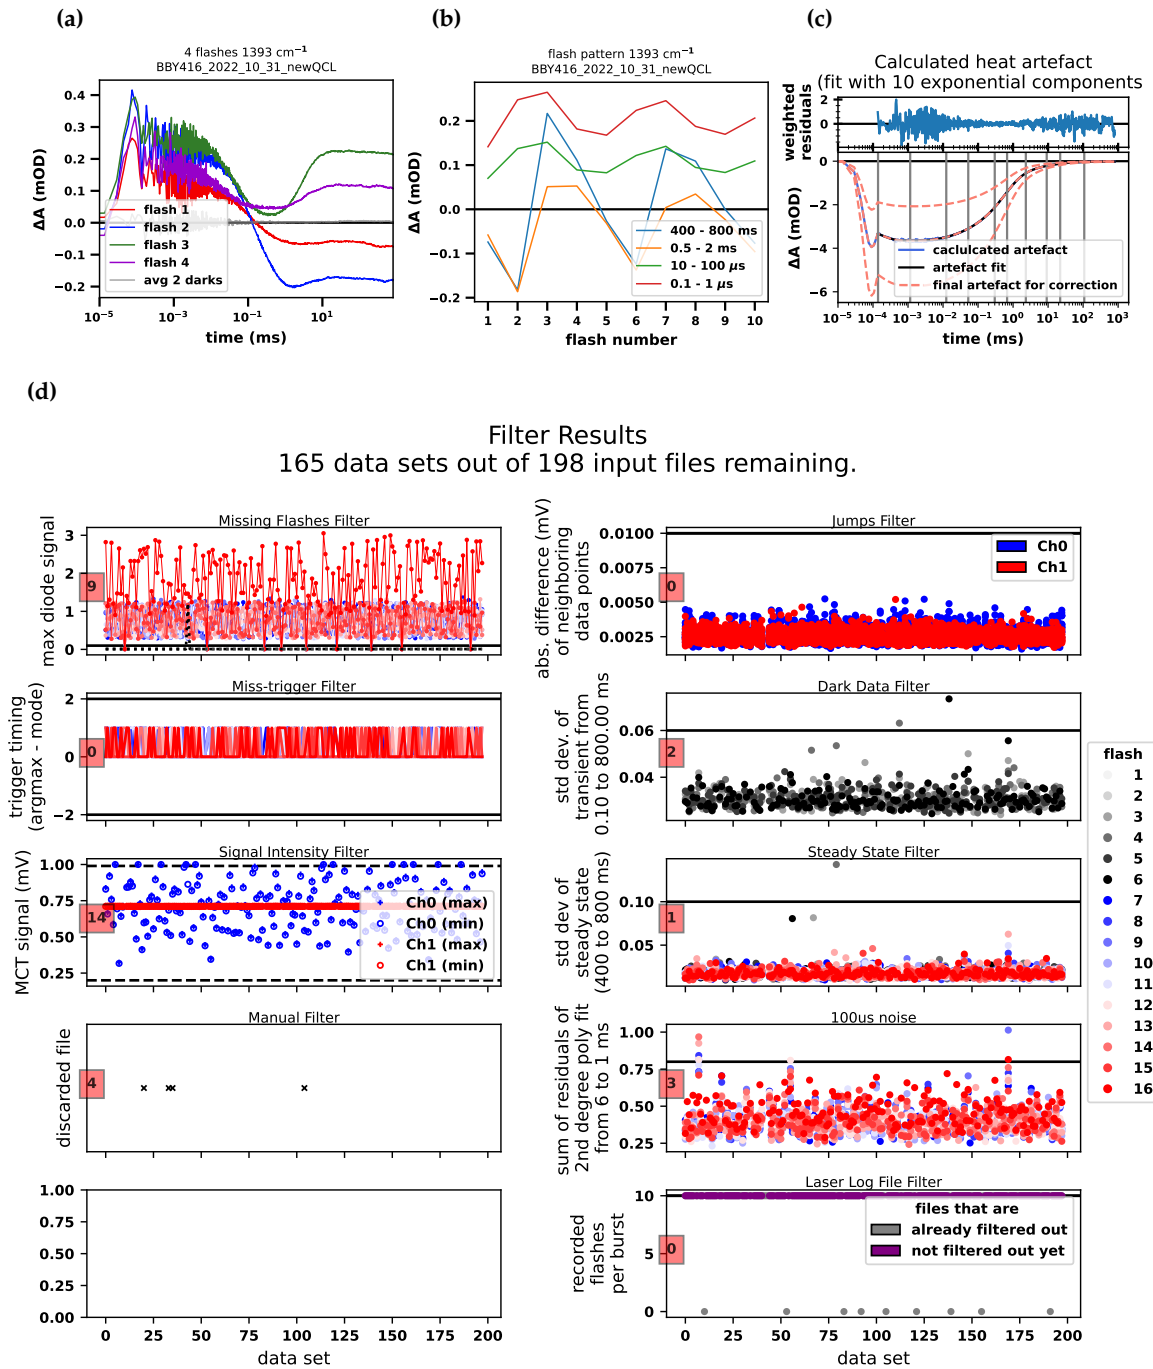 (a)
4 flashes 1393 cm⁻¹
BBY416_2022_10_31_newQCL
ΔA (mOD)
0.4
0.3
0.2
0.1
0.0
−0.1
−0.2
flash 1
flash 2
flash 3
flash 4
avg 2 darks
10⁻⁵ 10⁻³ 10⁻¹ 10¹
time (ms)
(b)
flash pattern 1393 cm⁻¹
BBY416_2022_10_31_newQCL
ΔA (mOD)
0.2
0.1
0.0
−0.1
−0.2
400 - 800 ms
0.5 - 2 ms
10 - 100 μs
0.1 - 1 μs
1 2 3 4 5 6 7 8 9 10
flash number
(c)
Calculated heat artefact
(fit with 10 exponential components
weighted
residuals
2
0
ΔA (mOD)
0
−2
−4
−6
caclulcated artefact
artefact fit
final artefact for correction
10⁻⁵ 10⁻⁴ 10⁻³ 10⁻² 10⁻¹ 10⁰ 10¹ 10² 10³
time (ms)
(d)
Filter Results
165 data sets out of 198 input files remaining.
Missing Flashes Filter
max diode signal
3
2
1
0
9
Miss-trigger Filter
trigger timing
(argmax - mode)
2
0
−2
0
Signal Intensity Filter
MCT signal (mV)
1.00
0.75
0.50
0.25
14
Ch0 (max)
Ch0 (min)
Ch1 (max)
Ch1 (min)
Manual Filter
discarded file
4
1.00
0.75
0.50
0.25
0.00
0 25 50 75 100 125 150 175 200
data set
Jumps Filter
abs. difference (mV)
of neighboring
data points
0.0100
0.0050
0.0025
0
Ch0
Ch1
Dark Data Filter
std dev. of
transient from
0.10 to 800.00 ms
0.06
0.04
2
Steady State Filter
std dev of
steady state
(400 to 800 ms)
0.10
0.05
1
100us noise
sum of residuals of
2nd degree poly fit
from 6 to 1 ms
1.00
0.75
0.50
0.25
3
Laser Log File Filter
recorded
flashes
per burst
10
5
0
0
files that are
already filtered out
not filtered out yet
0 25 50 75 100 125 150 175 200
data set
flash
1
2
3
4
5
6
7
8
9
10
11
12
13
14
15
16